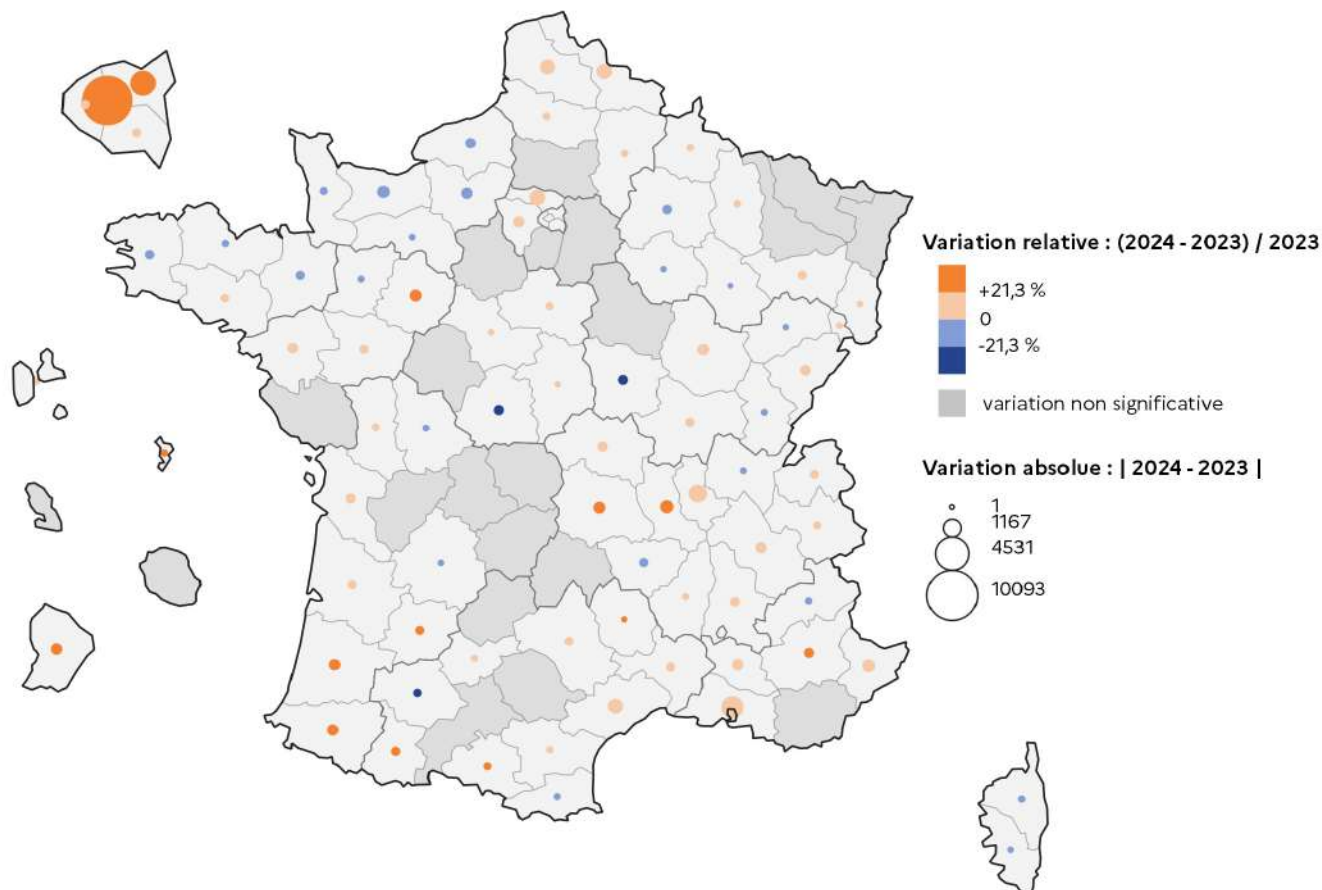 Variation relative : (2024 - 2023) / 2023
+21,3 %
0
-21,3 %
variation non significative
Variation absolue : | 2024 - 2023 |
1
1167
4531
10093